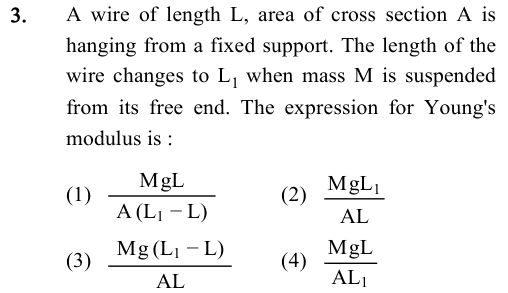 3. A wire of length L, area of cross section A is
hanging from a fixed support. The length of the
wire changes to L₁ when mass M is suspended
from its free end. The expression for Young's
modulus is :
(1) MgL / A (L₁ − L) (2) MgL₁ / AL
(3) Mg (L₁ − L) / AL (4) MgL / AL₁